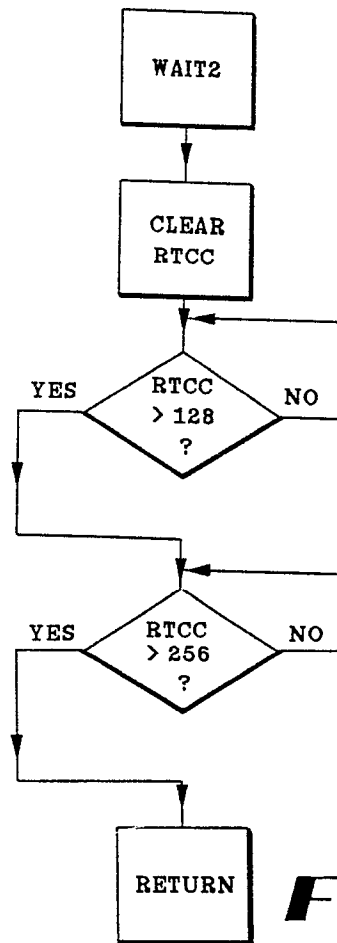 WAIT2
CLEAR
RTCC
YES
RTCC
> 128
?
NO
YES
RTCC
> 256
?
NO
RETURN
F